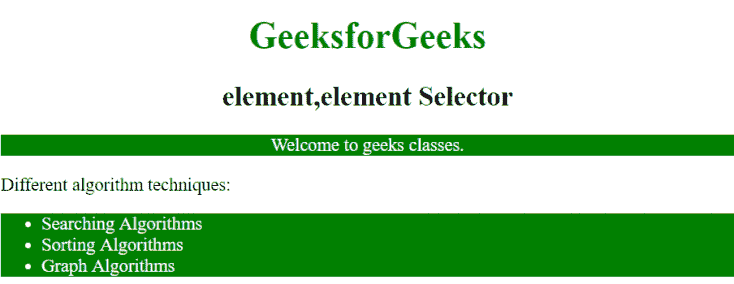 GeeksforGeeks
element,element Selector
Welcome to geeks classes.
Different algorithm techniques:
• Searching Algorithms
• Sorting Algorithms
• Graph Algorithms